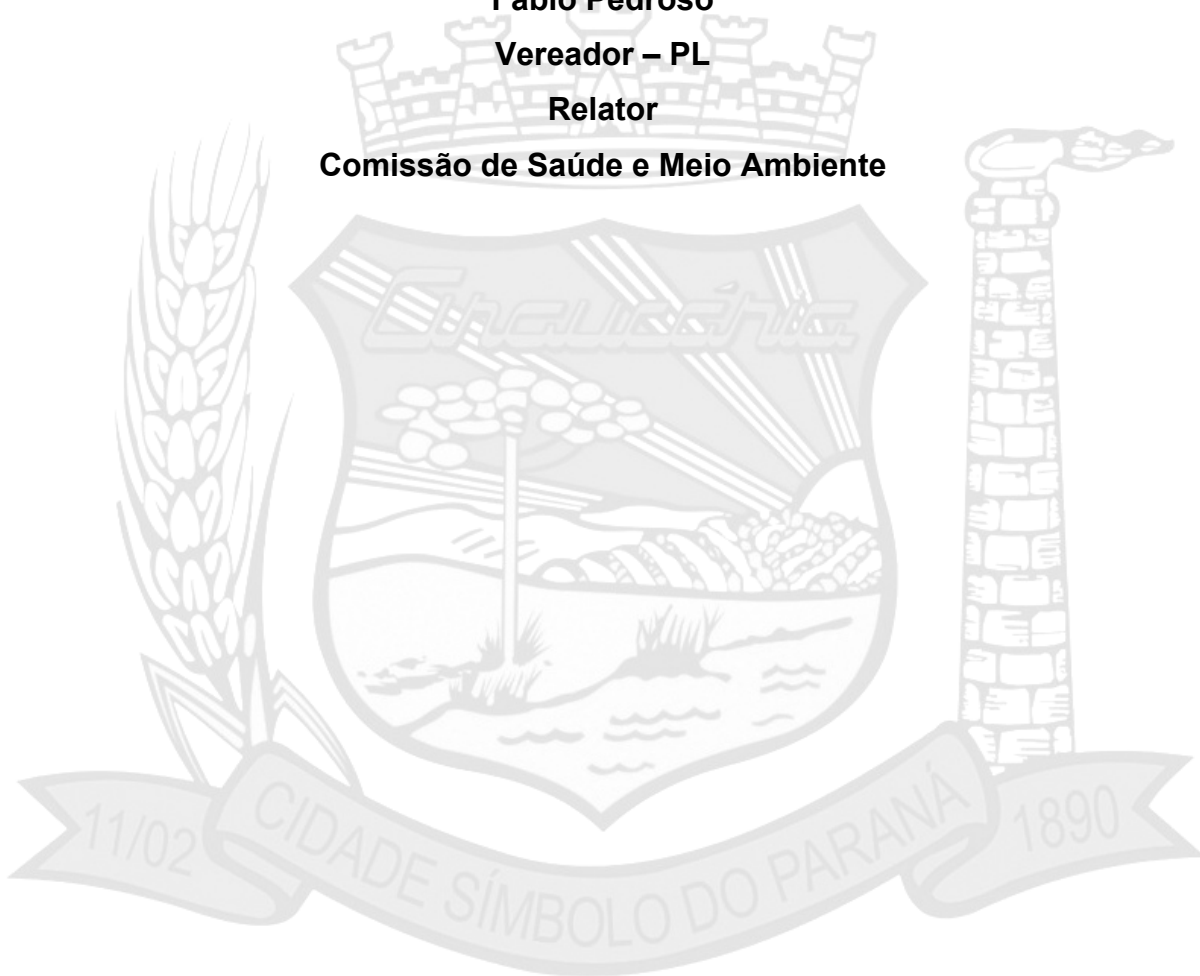 Fabio Pedroso
Vereador – PL
Relator
Comissão de Saúde e Meio Ambiente
Araucária
11/02
CIDADE SÍMBOLO DO PARANÁ
1890